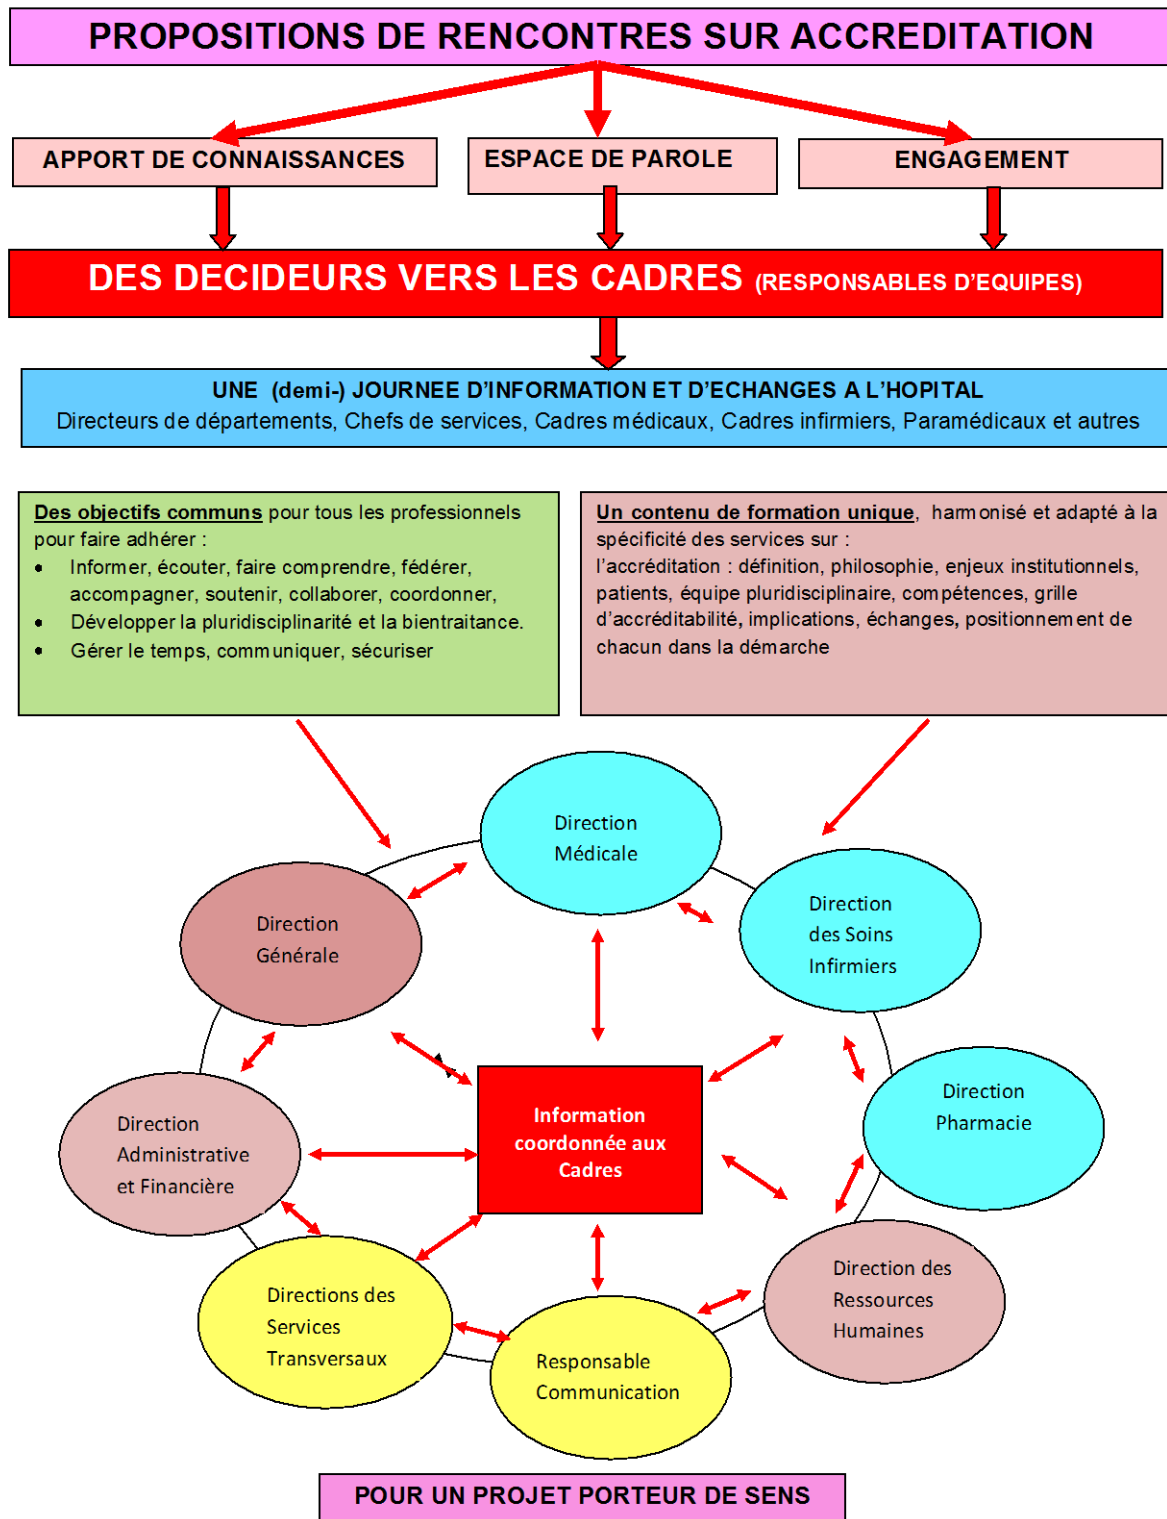 PROPOSITIONS DE RENCONTRES SUR ACCREDITATION
APPORT DE CONNAISSANCES
ESPACE DE PAROLE
ENGAGEMENT
DES DECIDEURS VERS LES CADRES (RESPONSABLES D'EQUIPES)
UNE (demi-) JOURNEE D'INFORMATION ET D'ECHANGES A L'HOPITAL
Directeurs de départements, Chefs de services, Cadres médicaux, Cadres infirmiers, Paramédicaux et autres
Des objectifs communs pour tous les professionnels
pour faire adhérer :
• Informer, écouter, faire comprendre, fédérer,
accompagner, soutenir, collaborer, coordonner,
• Développer la pluridisciplinarité et la bientraitance.
• Gérer le temps, communiquer, sécuriser
Un contenu de formation unique, harmonisé et adapté à la
spécificité des services sur :
l'accréditation : définition, philosophie, enjeux institutionnels,
patients, équipe pluridisciplinaire, compétences, grille
d'accréditabilité, implications, échanges, positionnement de
chacun dans la démarche
Direction
Médicale
Direction
Générale
Direction
des Soins
Infirmiers
Direction
Administrative
et Financière
Information
coordonnée aux
Cadres
Direction
Pharmacie
Directions des
Services
Transversaux
Responsable
Communication
Direction des
Ressources
Humaines
POUR UN PROJET PORTEUR DE SENS